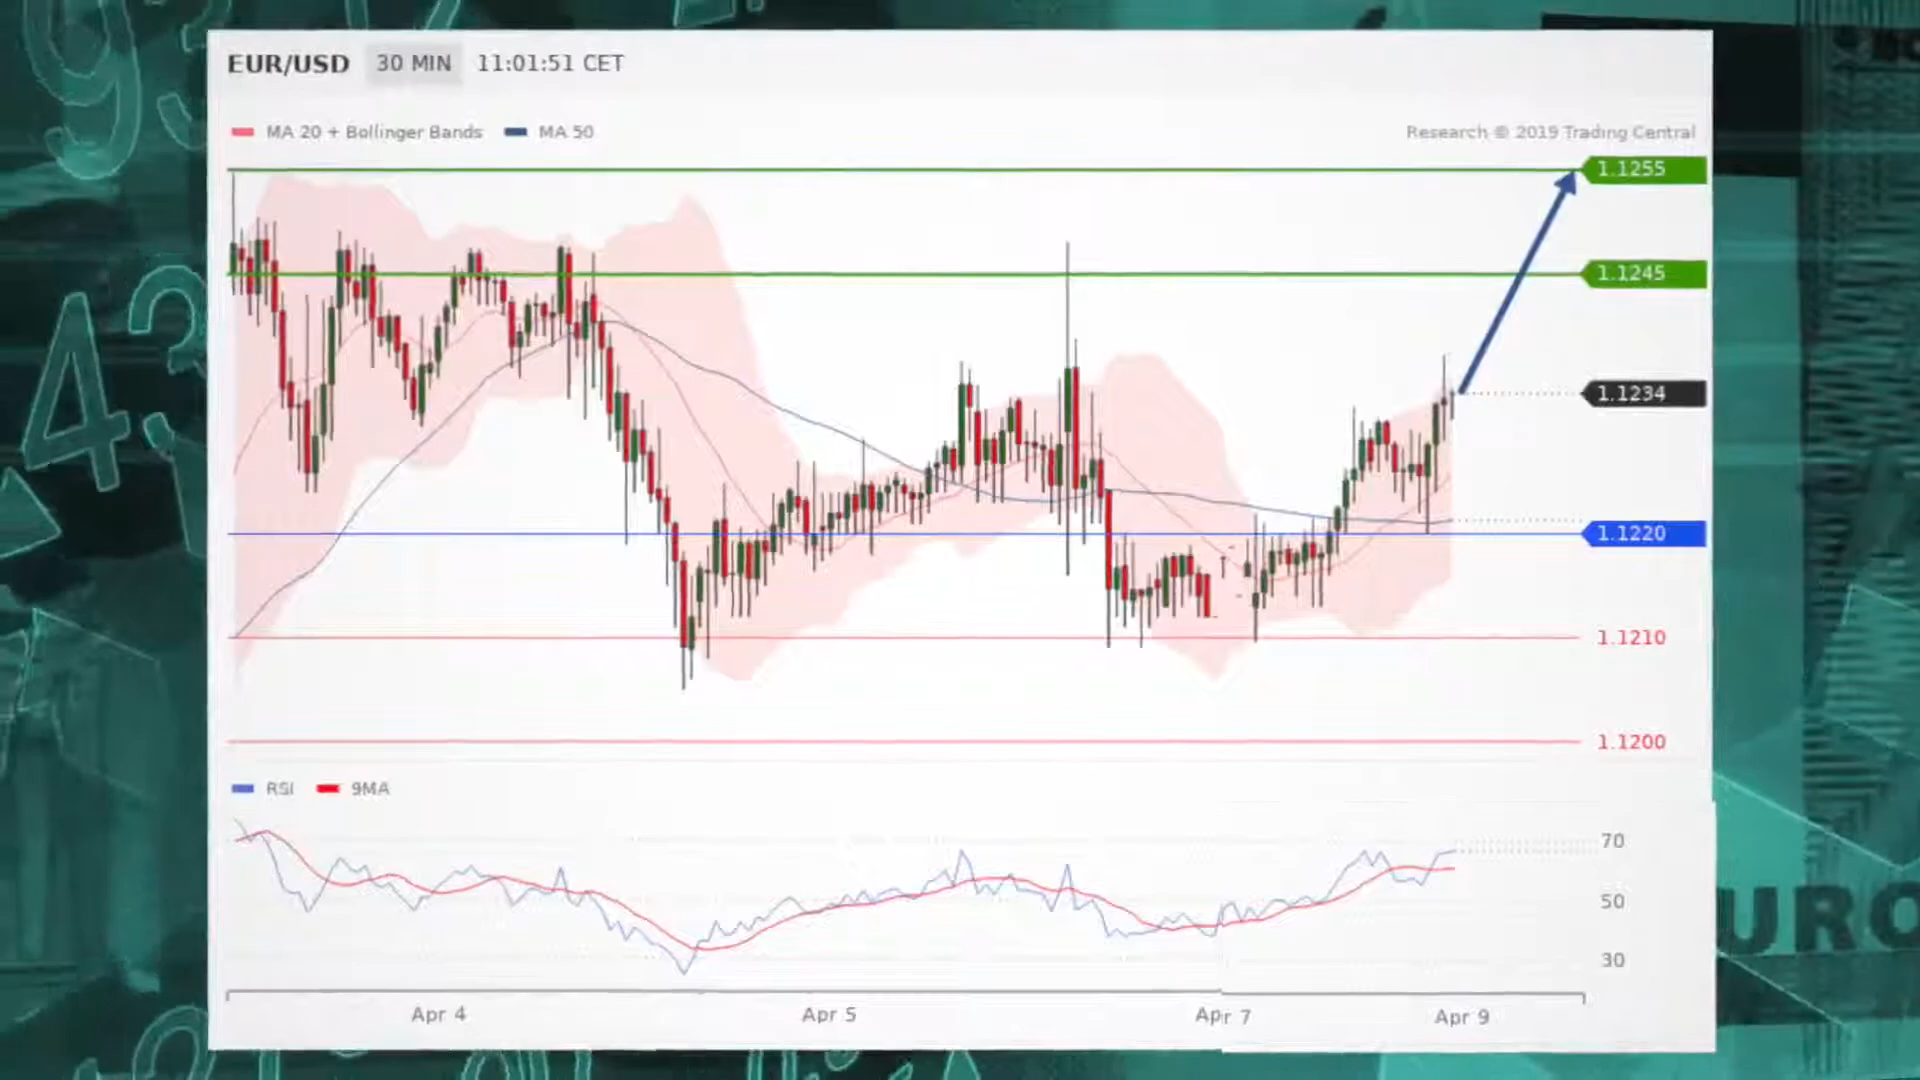 EUR/USD 30 MIN 11:01:51 CET
MA 20 + Bollinger Bands MA 50
Research © 2019 Trading Central
1.1255
1.1245
1.1234
1.1220
1.1210
1.1200
RSI 9MA
70
50
30
Apr 4 Apr 5 Apr 7 Apr 9
43
URO